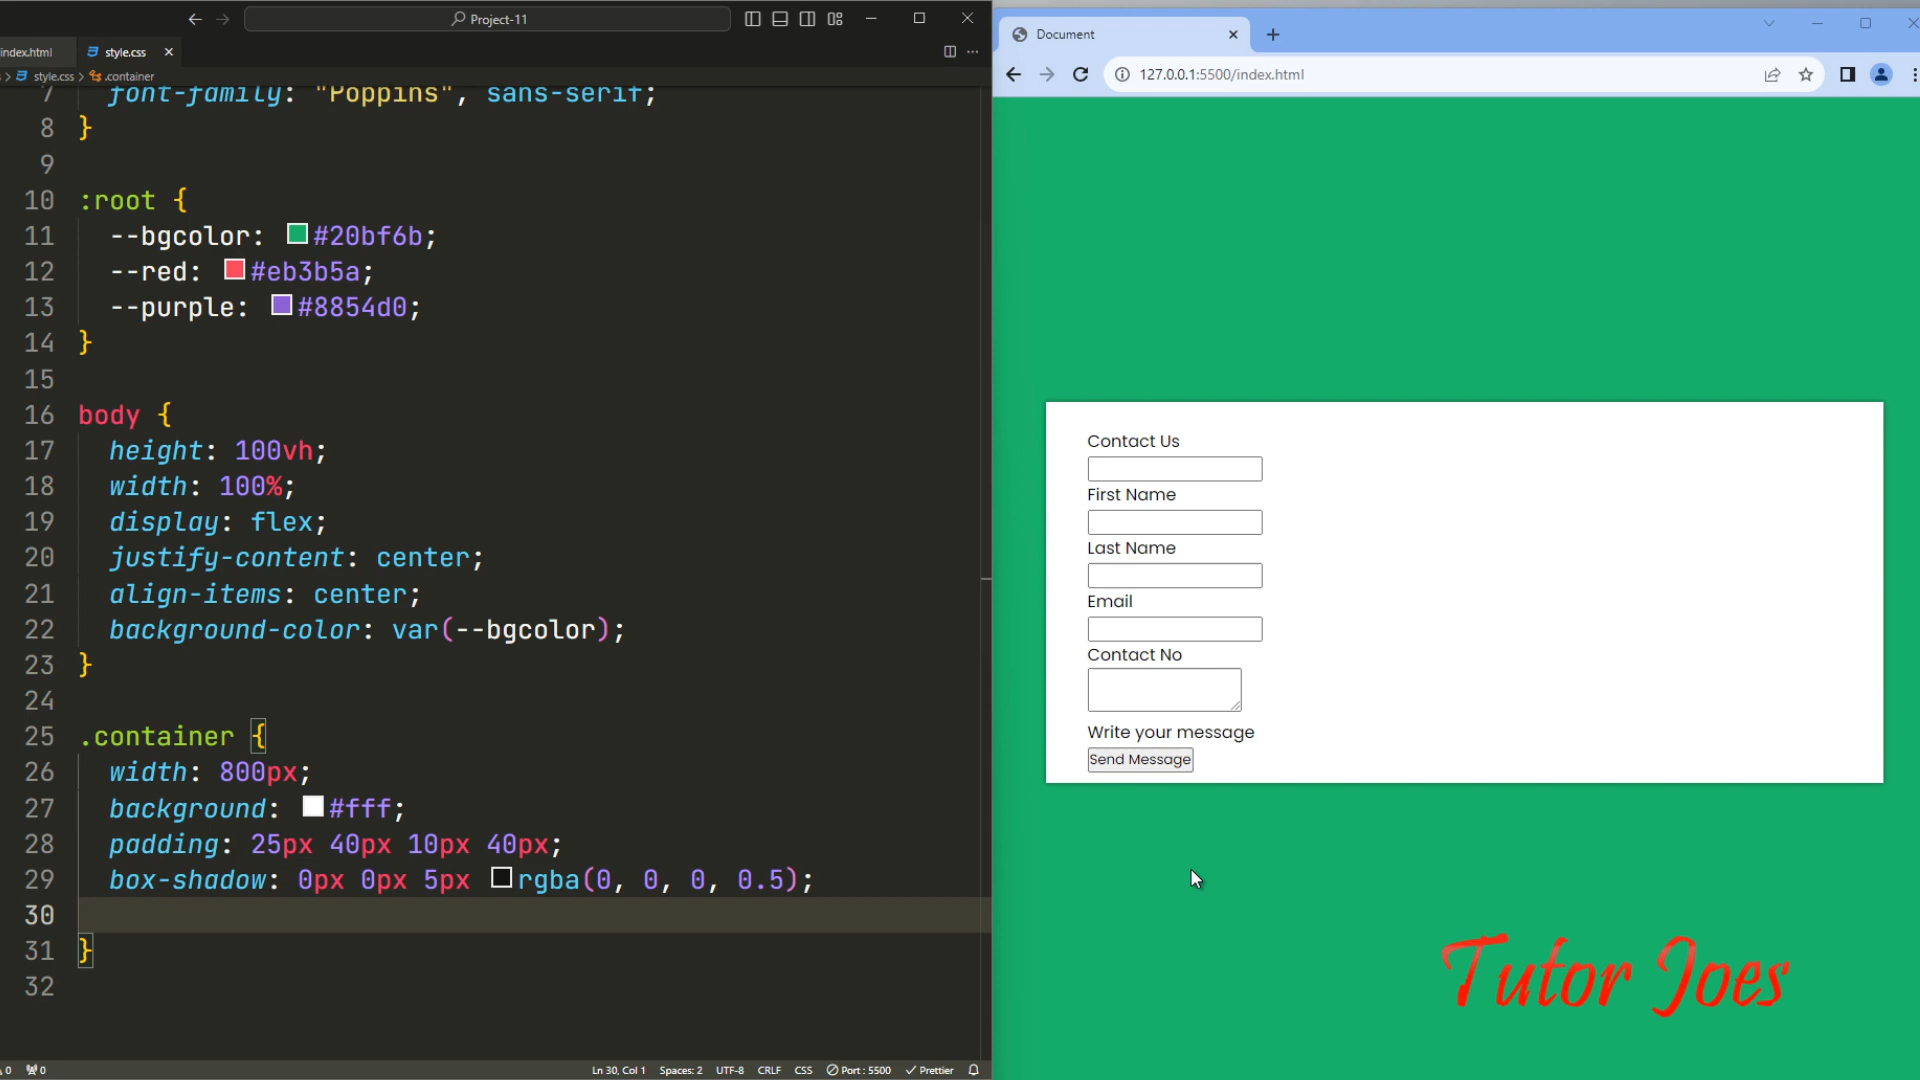 Project-11
index.html
style.css
style.css > .container
7 font-family: "Poppins", sans-serif;
8 }
9
10 :root {
11 --bgcolor: #20bf6b;
12 --red: #eb3b5a;
13 --purple: #8854d0;
14 }
15
16 body {
17 height: 100vh;
18 width: 100%;
19 display: flex;
20 justify-content: center;
21 align-items: center;
22 background-color: var(--bgcolor);
23 }
24
25 .container {
26 width: 800px;
27 background: #fff;
28 padding: 25px 40px 10px 40px;
29 box-shadow: 0px 0px 5px rgba(0, 0, 0, 0.5);
30
31 }
32
0 0 Ln 30, Col 1 Spaces: 2 UTF-8 CRLF CSS Port : 5500 Prettier
Document
127.0.0.1:5500/index.html
Contact Us
First Name
Last Name
Email
Contact No
Write your message
Send Message
Tutor Joes